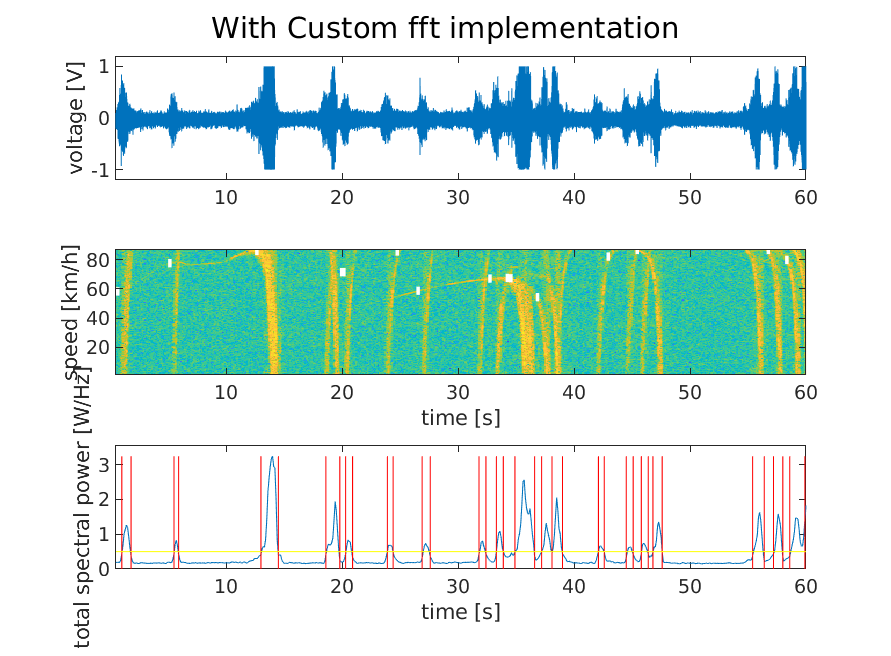 With Custom fft implementation
voltage [V]
1
0
-1
10 20 30 40 50 60
speed [km/h]
80
60
40
20
10 20 30 40 50 60
time [s]
total spectral power [W/Hz]
3
2
1
0
10 20 30 40 50 60
time [s]